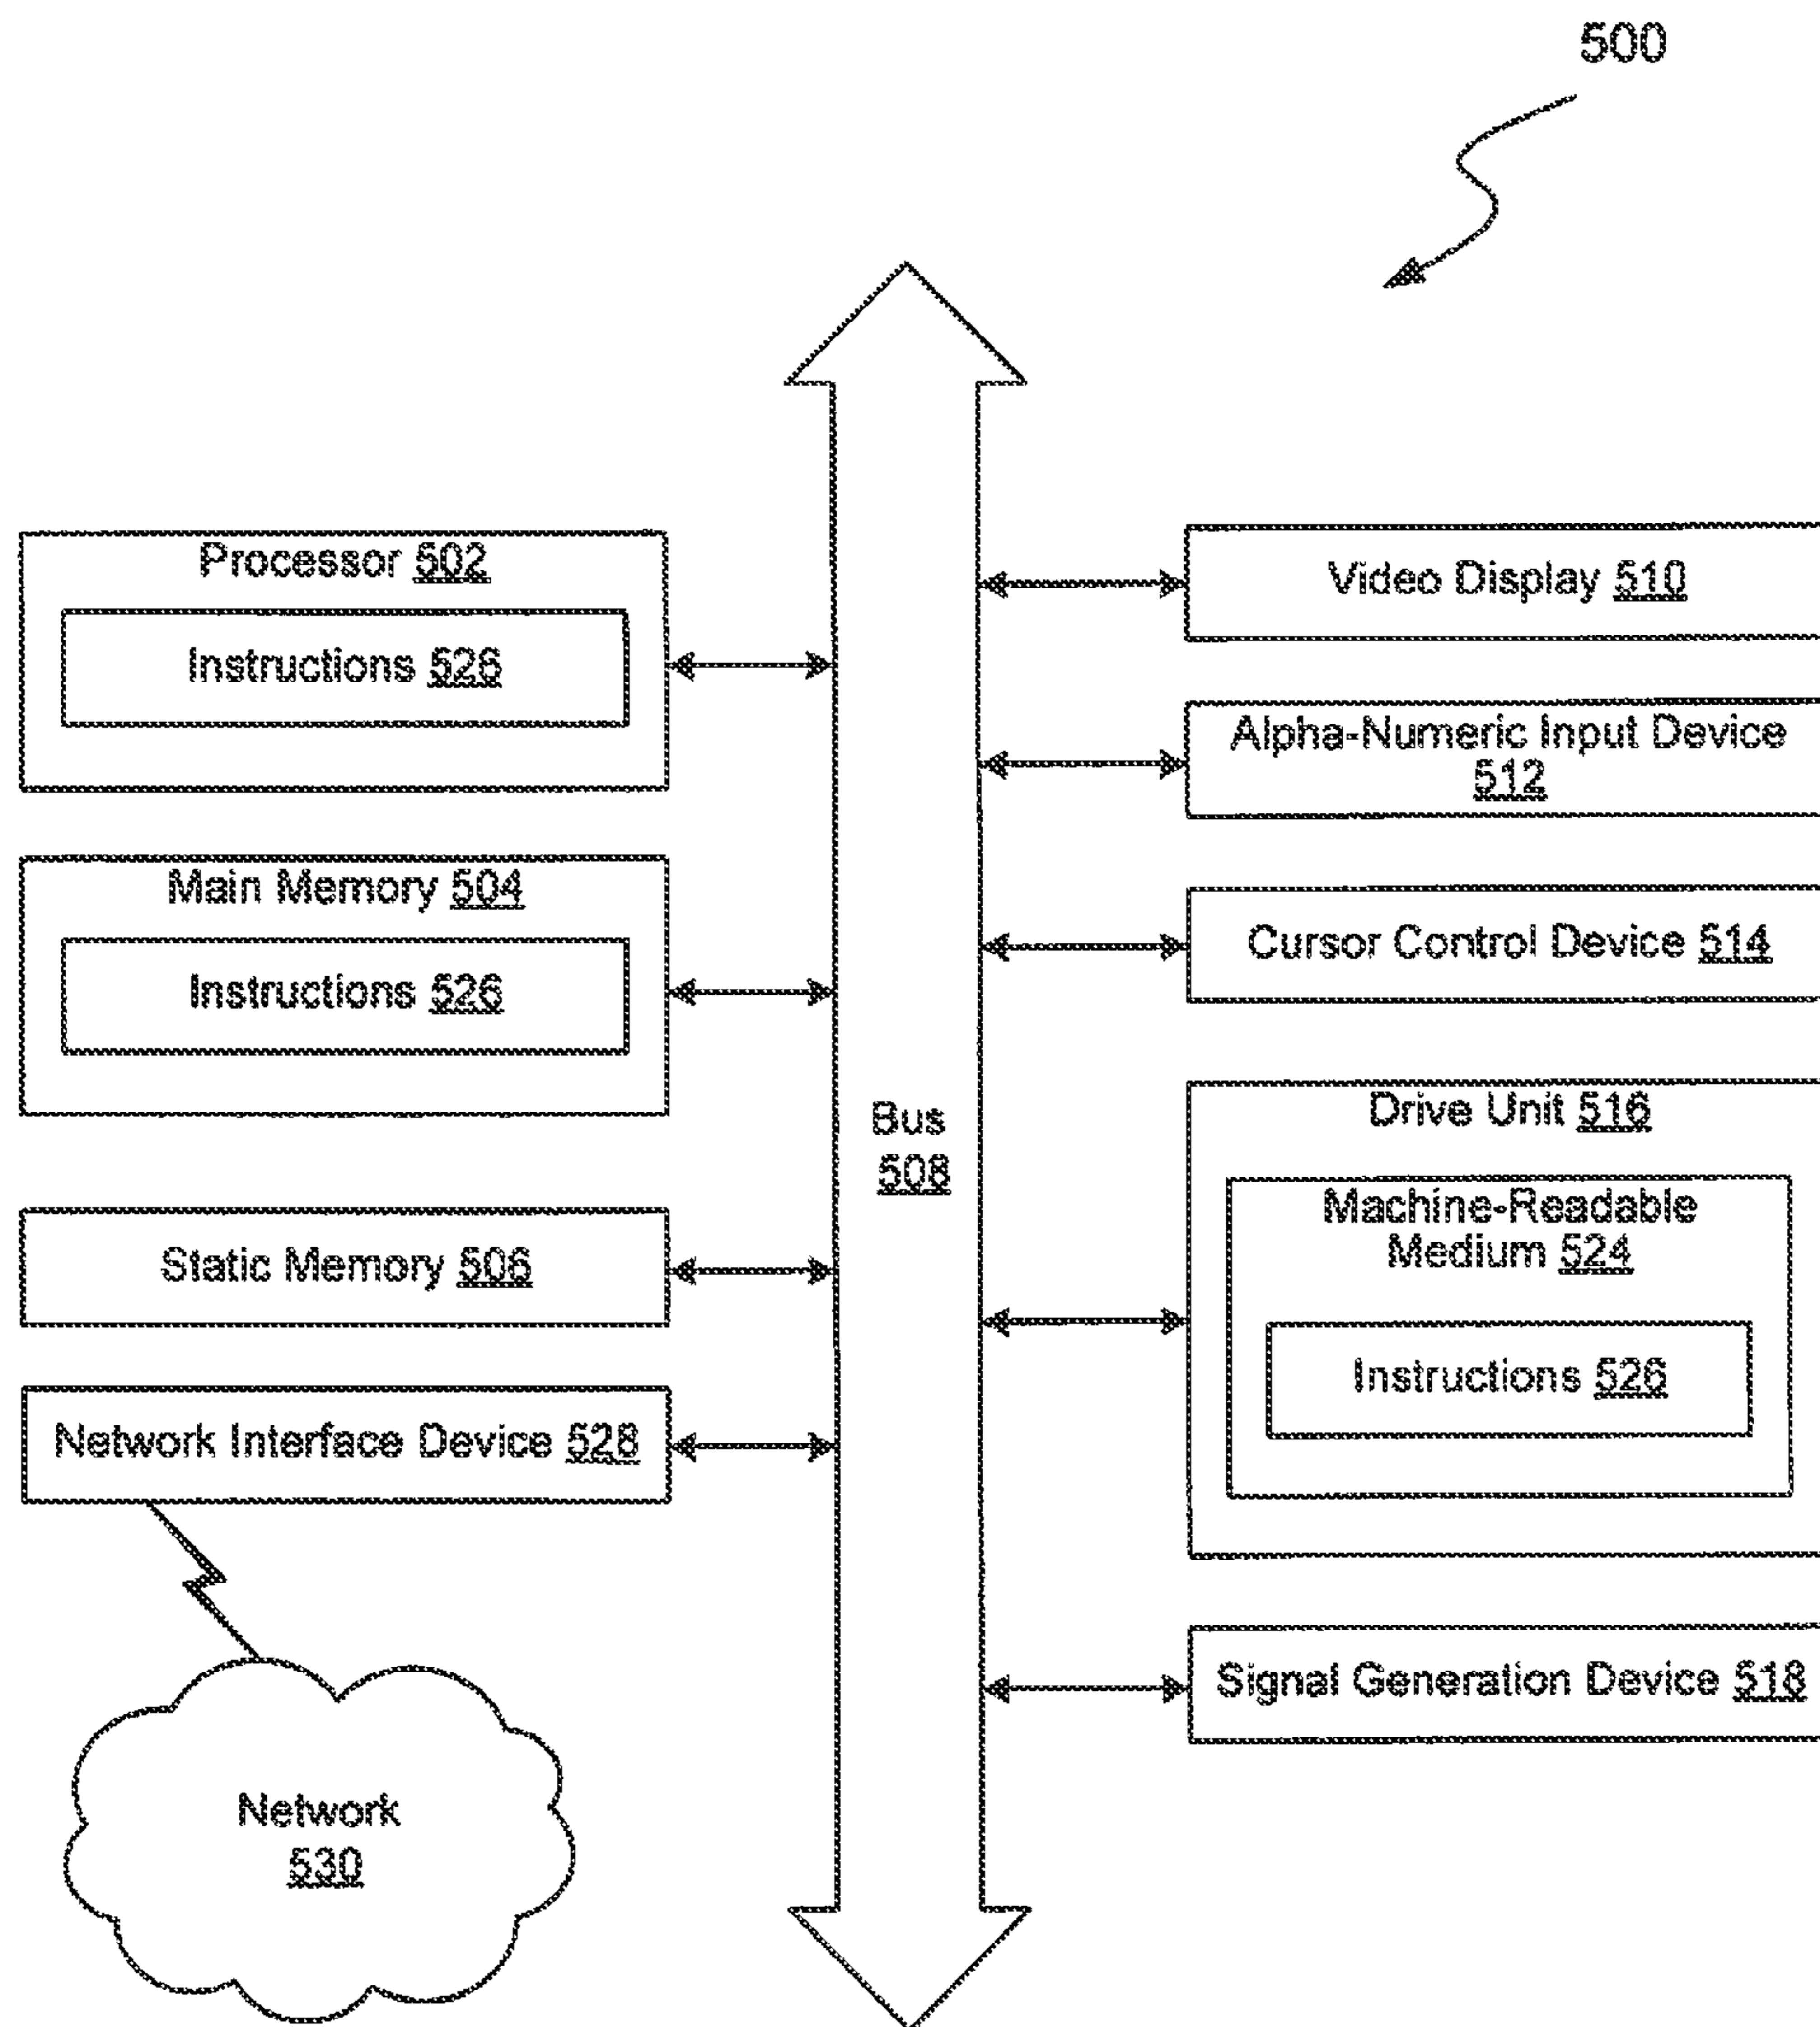 500
Processor 502
Instructions 526
Main Memory 504
Instructions 526
Static Memory 506
Network Interface Device 528
Network
530
Bus
508
Video Display 510
Alpha-Numeric Input Device
512
Cursor Control Device 514
Drive Unit 516
Machine-Readable
Medium 524
Instructions 526
Signal Generation Device 518